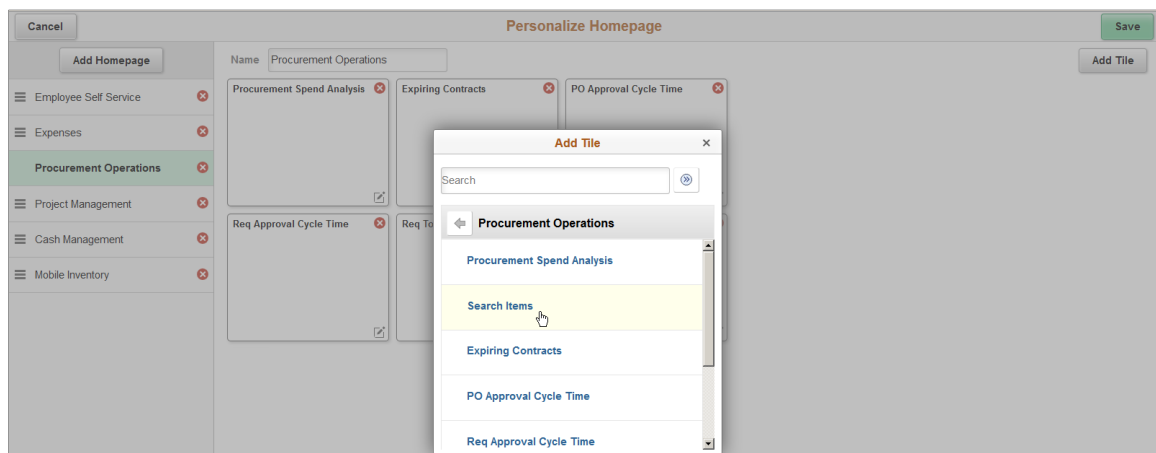 Cancel
Personalize Homepage
Save
Add Homepage
Name Procurement Operations
Add Tile
Employee Self Service
Expenses
Procurement Operations
Project Management
Cash Management
Mobile Inventory
Procurement Spend Analysis
Expiring Contracts
PO Approval Cycle Time
Req Approval Cycle Time
Req To
Add Tile
Search
Procurement Operations
Procurement Spend Analysis
Search Items
Expiring Contracts
PO Approval Cycle Time
Req Approval Cycle Time